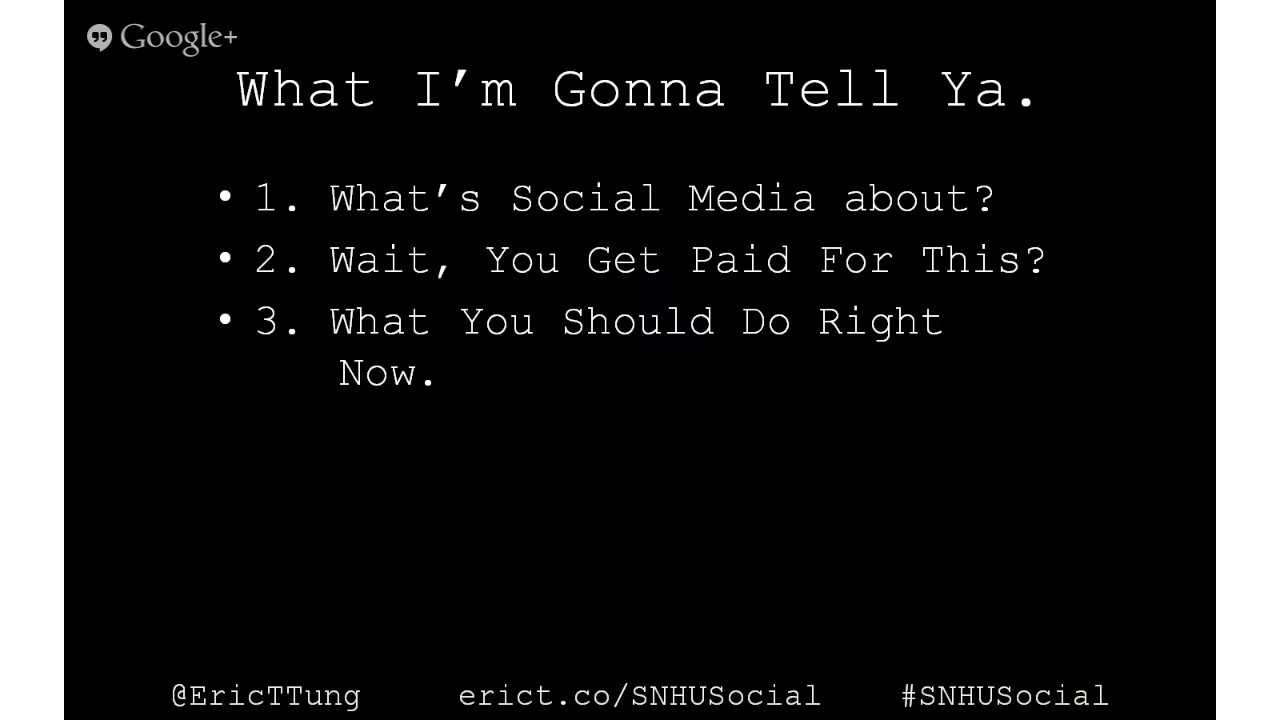 Google+
What I’m Gonna Tell Ya.
• 1. What’s Social Media about?
• 2. Wait, You Get Paid For This?
• 3. What You Should Do Right
Now.
@EricTTung erict.co/SNHUSocial #SNHUSocial